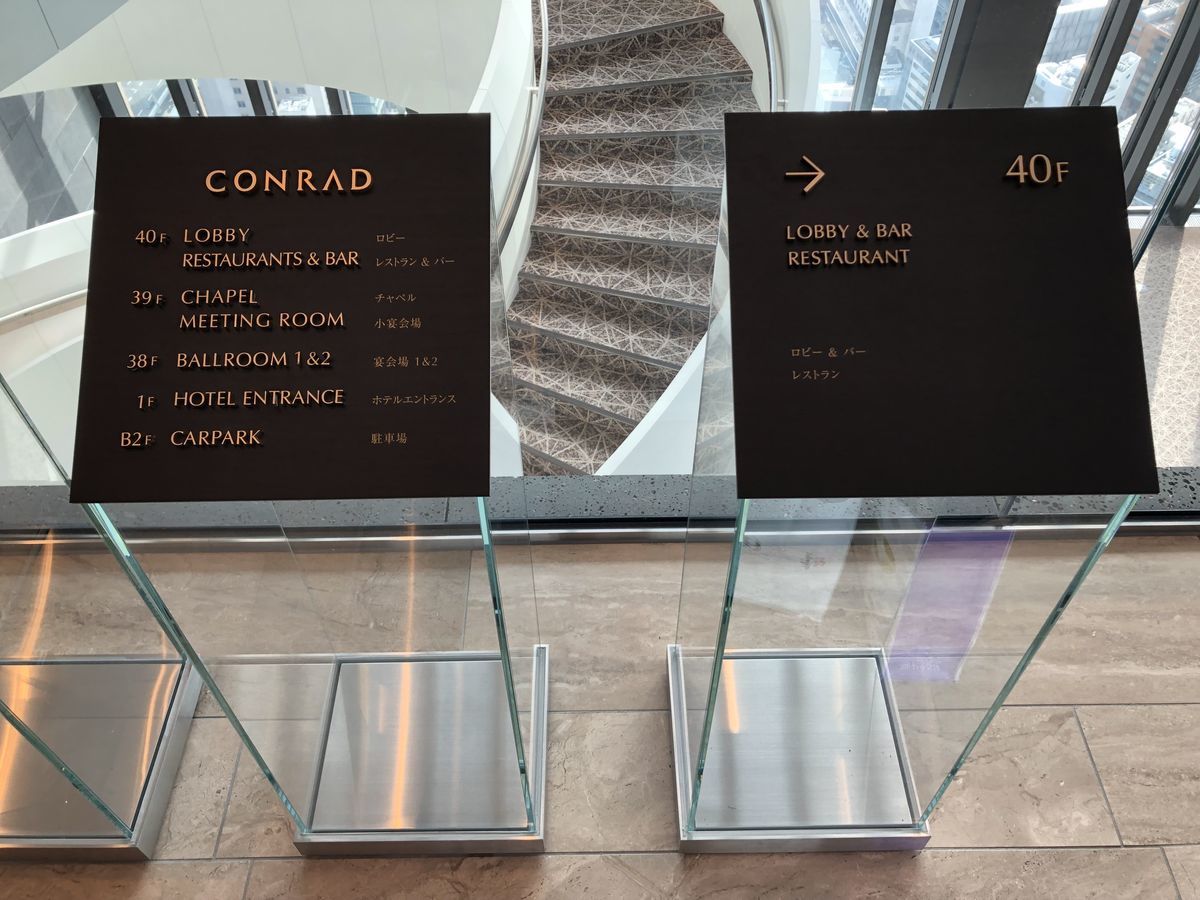 CONRAD
40F LOBBY ロビー
RESTAURANTS & BAR レストラン & バー
39F CHAPEL チャペル
MEETING ROOM 小宴会場
38F BALLROOM 1&2 宴会場 1&2
1F HOTEL ENTRANCE ホテルエントランス
B2F CARPARK 駐車場
→ 40F
LOBBY & BAR
RESTAURANT
ロビー & バー
レストラン